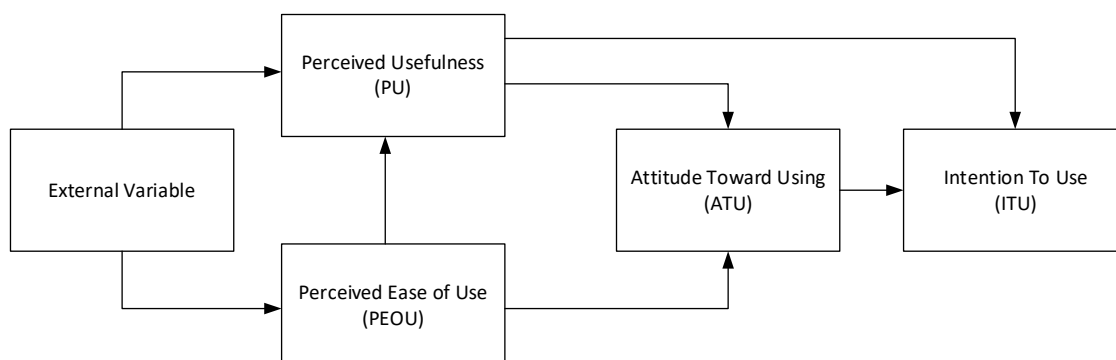 Perceived Usefulness
(PU)
External Variable
Attitude Toward Using
(ATU)
Intention To Use
(ITU)
Perceived Ease of Use
(PEOU)